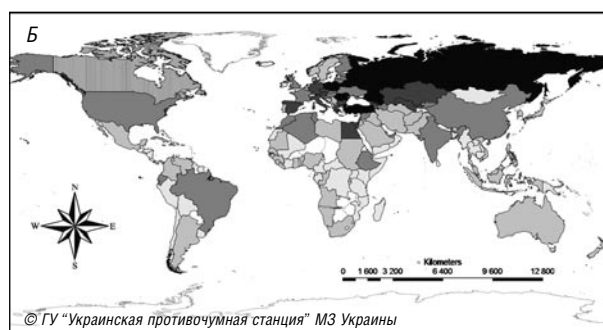 Б
N
W E
S
Kilometers
0 1 600 3 200 6 400 9 600 12 800
© ГУ “Украинская противочумная станция” МЗ Украины